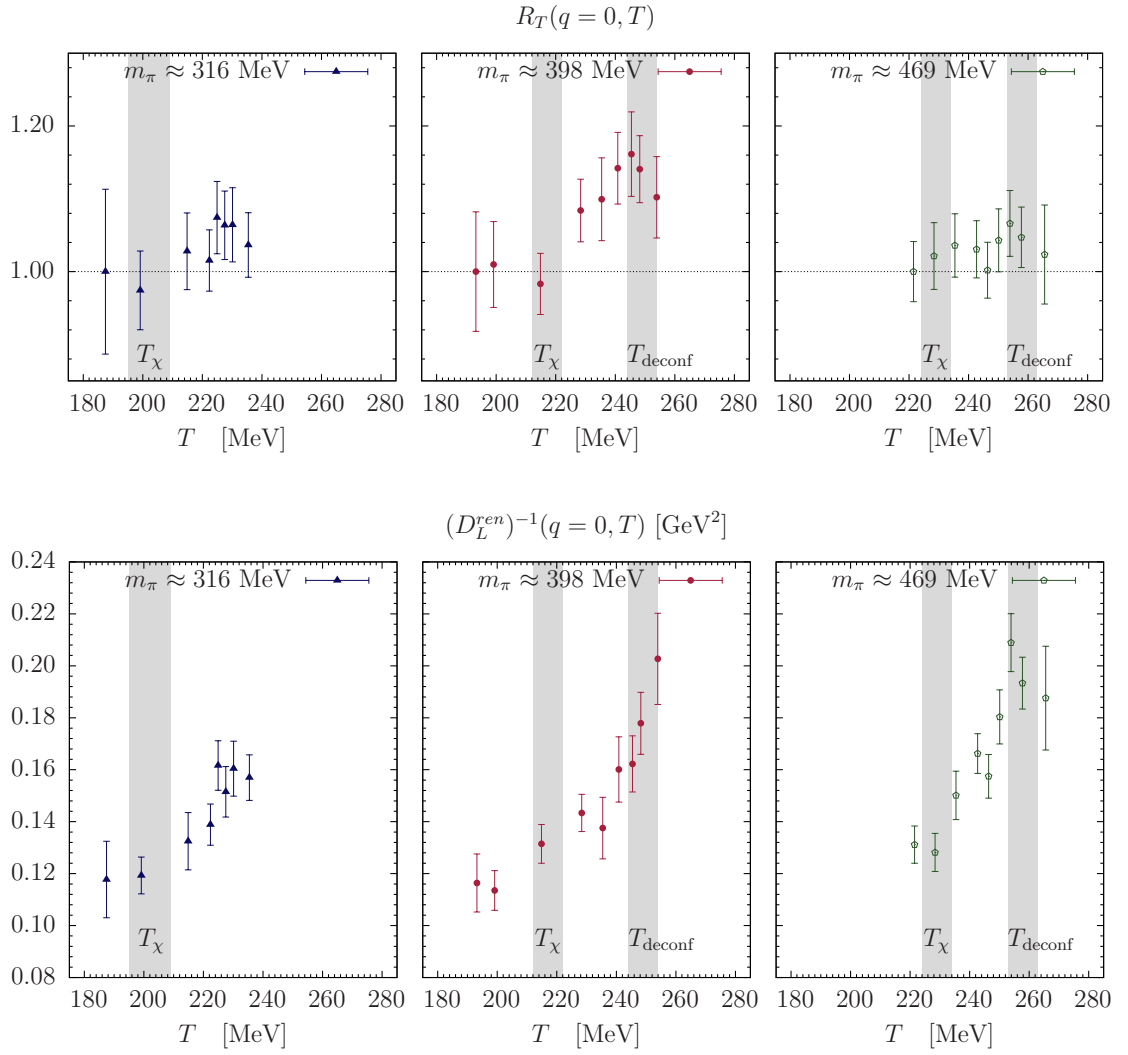 R_T(q = 0, T)
m_π ≈ 316 MeV
m_π ≈ 398 MeV
m_π ≈ 469 MeV
1.20
1.00
T_χ
T_χ
T_deconf
T_χ
T_deconf
180 200 220 240 260 280
180 200 220 240 260 280
180 200 220 240 260 280
T [MeV]
T [MeV]
T [MeV]
(D_L^{ren})^{-1}(q = 0, T) [GeV^2]
0.24
m_π ≈ 316 MeV
m_π ≈ 398 MeV
m_π ≈ 469 MeV
0.22
0.20
0.18
0.16
0.14
0.12
0.10
T_χ
T_χ
T_deconf
T_χ
T_deconf
0.08
180 200 220 240 260 280
180 200 220 240 260 280
180 200 220 240 260 280
T [MeV]
T [MeV]
T [MeV]